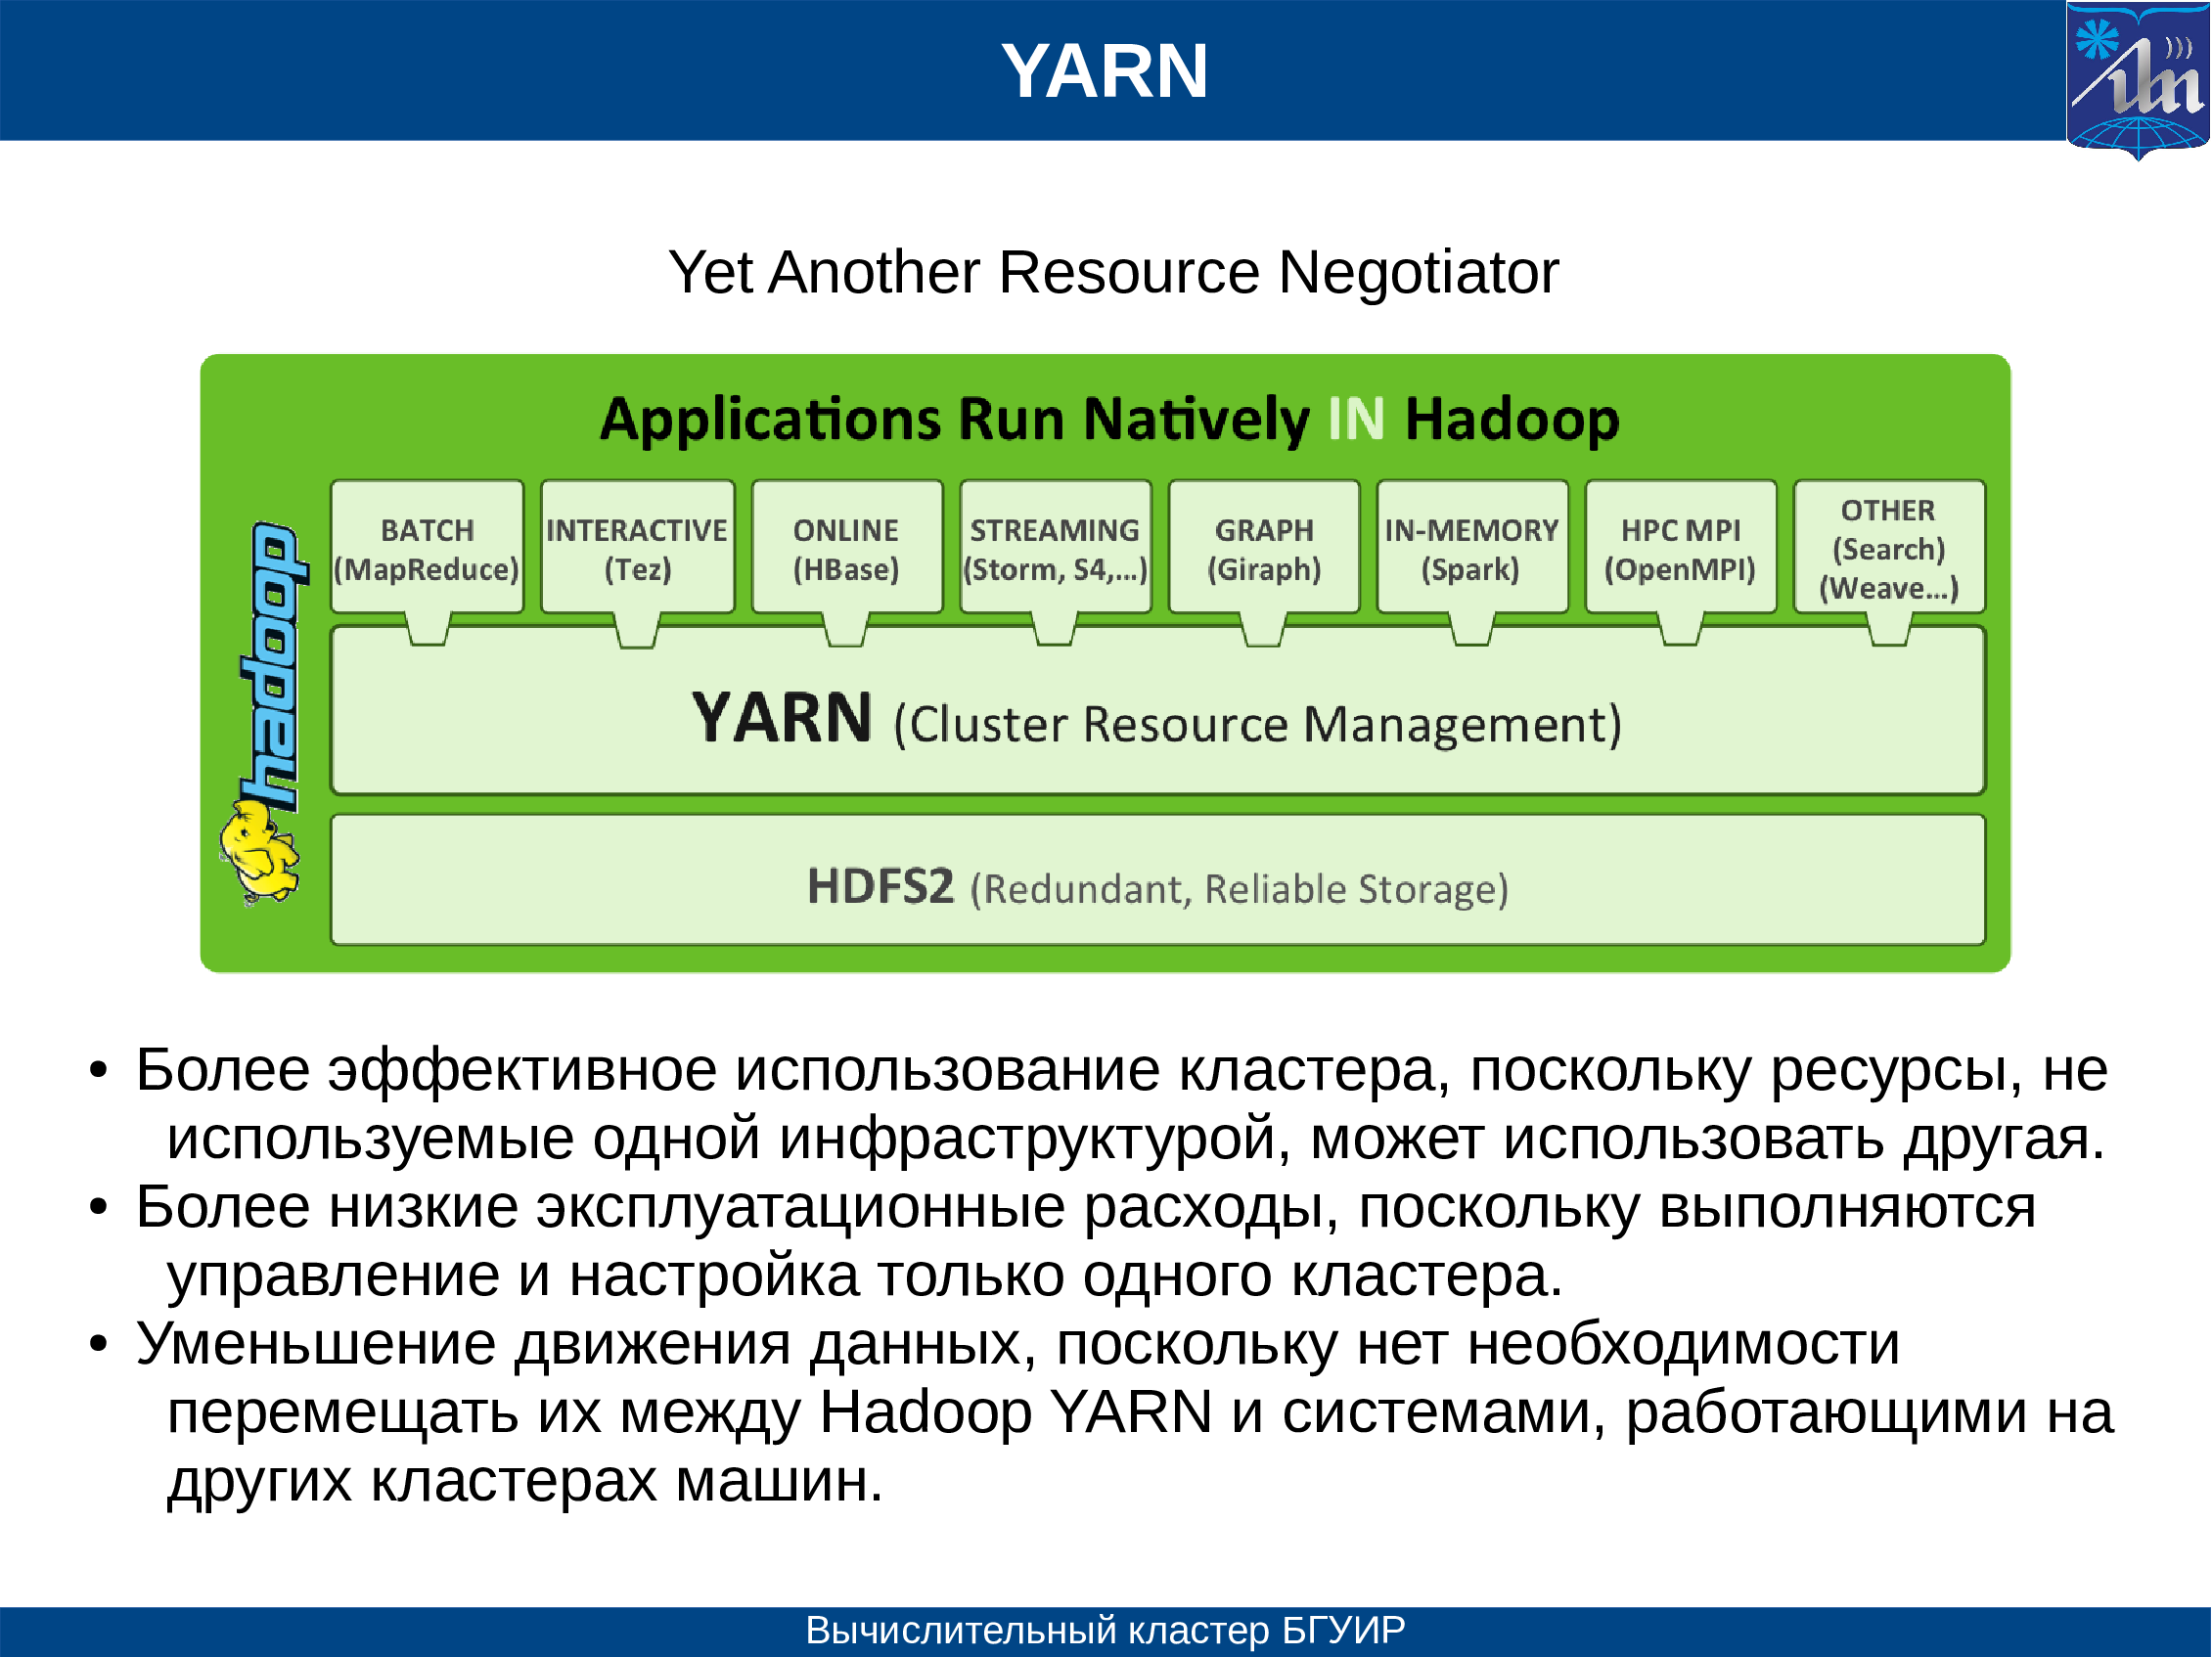 YARN
Yet Another Resource Negotiator
Applications Run Natively IN Hadoop
BATCH
(MapReduce)
INTERACTIVE
(Tez)
ONLINE
(HBase)
STREAMING
(Storm, S4,...)
GRAPH
(Giraph)
IN-MEMORY
(Spark)
HPC MPI
(OpenMPI)
OTHER
(Search)
(Weave...)
hadoop
YARN (Cluster Resource Management)
HDFS2 (Redundant, Reliable Storage)
• Более эффективное использование кластера, поскольку ресурсы, не
используемые одной инфраструктурой, может использовать другая.
• Более низкие эксплуатационные расходы, поскольку выполняются
управление и настройка только одного кластера.
• Уменьшение движения данных, поскольку нет необходимости
перемещать их между Hadoop YARN и системами, работающими на
других кластерах машин.
Вычислительный кластер БГУИР